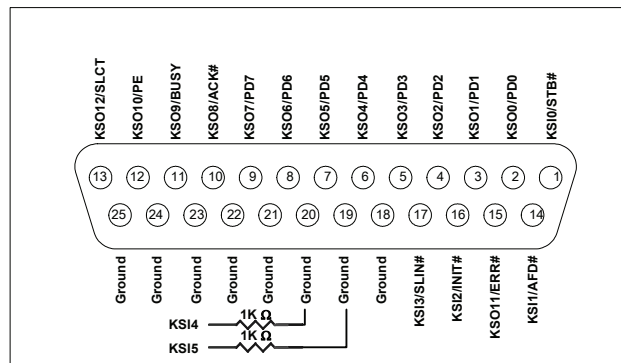 KSO12/SLCT
KSO10/PE
KSO9/BUSY
KSO8/ACK#
KSO7/PD7
KSO6/PD6
KSO5/PD5
KSO4/PD4
KSO3/PD3
KSO2/PD2
KSO1/PD1
KSO0/PD0
KSI0/STB#
13 12 11 10 9 8 7 6 5 4 3 2 1
25 24 23 22 21 20 19 18 17 16 15 14
Ground
Ground
Ground
Ground
Ground
Ground
Ground
Ground
KSI3/SLIN#
KSI2/INIT#
KSO11/ERR#
KSI1/AFD#
1K Ω
KSI4
1K Ω
KSI5